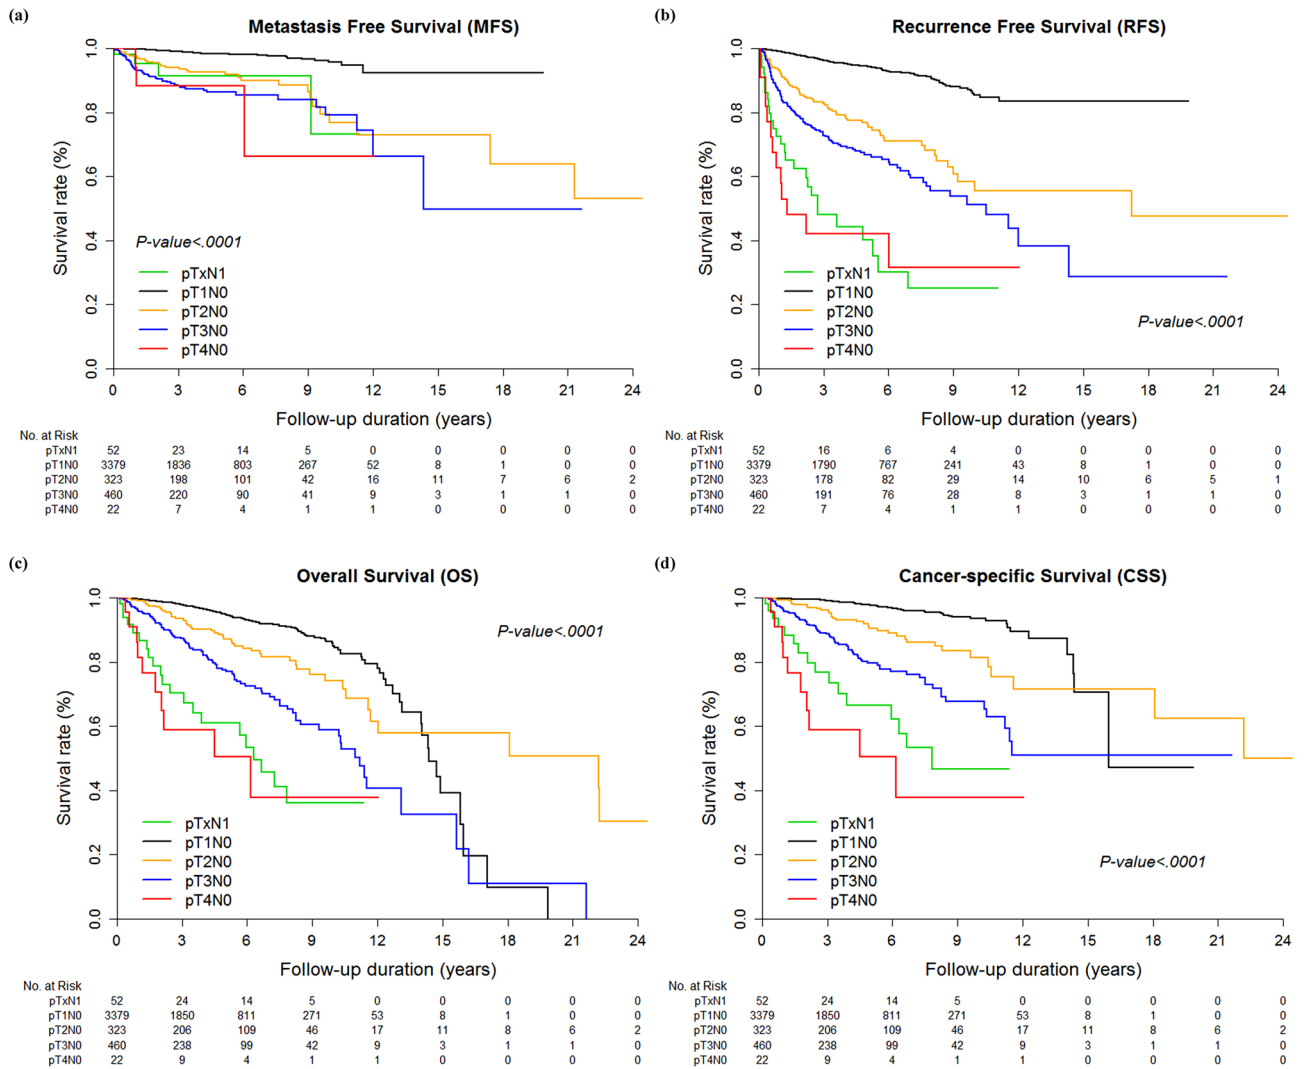 (a)
Metastasis Free Survival (MFS)
Survival rate (%)
1.0
0.8
0.6
0.4
0.2
0.0
P-value<.0001
pTxN1
pT1N0
pT2N0
pT3N0
pT4N0
0 3 6 9 12 15 18 21 24
Follow-up duration (years)
No. at Risk
pTxN1 52 23 14 5 0 0 0 0 0
pT1N0 3379 1836 803 267 52 8 1 0 0
pT2N0 323 198 101 42 16 11 7 6 2
pT3N0 460 220 90 41 9 3 1 1 0
pT4N0 22 7 4 1 1 0 0 0 0
(b)
Recurrence Free Survival (RFS)
Survival rate (%)
1.0
0.8
0.6
0.4
0.2
0.0
pTxN1
pT1N0
pT2N0
pT3N0
pT4N0
P-value<.0001
0 3 6 9 12 15 18 21 24
Follow-up duration (years)
No. at Risk
pTxN1 52 16 6 4 0 0 0 0 0
pT1N0 3379 1790 767 241 43 8 1 0 0
pT2N0 323 178 82 29 14 10 6 5 1
pT3N0 460 191 76 28 8 3 1 1 0
pT4N0 22 7 4 1 1 0 0 0 0
(c)
Overall Survival (OS)
Survival rate (%)
1.0
0.8
0.6
0.4
0.2
0.0
P-value<.0001
pTxN1
pT1N0
pT2N0
pT3N0
pT4N0
0 3 6 9 12 15 18 21 24
Follow-up duration (years)
No. at Risk
pTxN1 52 24 14 5 0 0 0 0 0
pT1N0 3379 1850 811 271 53 8 1 0 0
pT2N0 323 206 109 46 17 11 8 6 2
pT3N0 460 238 99 42 9 3 1 1 0
pT4N0 22 9 4 1 1 0 0 0 0
(d)
Cancer-specific Survival (CSS)
Survival rate (%)
1.0
0.8
0.6
0.4
0.2
0.0
pTxN1
pT1N0
pT2N0
pT3N0
pT4N0
P-value<.0001
0 3 6 9 12 15 18 21 24
Follow-up duration (years)
No. at Risk
pTxN1 52 24 14 5 0 0 0 0 0
pT1N0 3379 1850 811 271 53 8 1 0 0
pT2N0 323 206 109 46 17 11 8 6 2
pT3N0 460 238 99 42 9 3 1 1 0
pT4N0 22 9 4 1 1 0 0 0 0